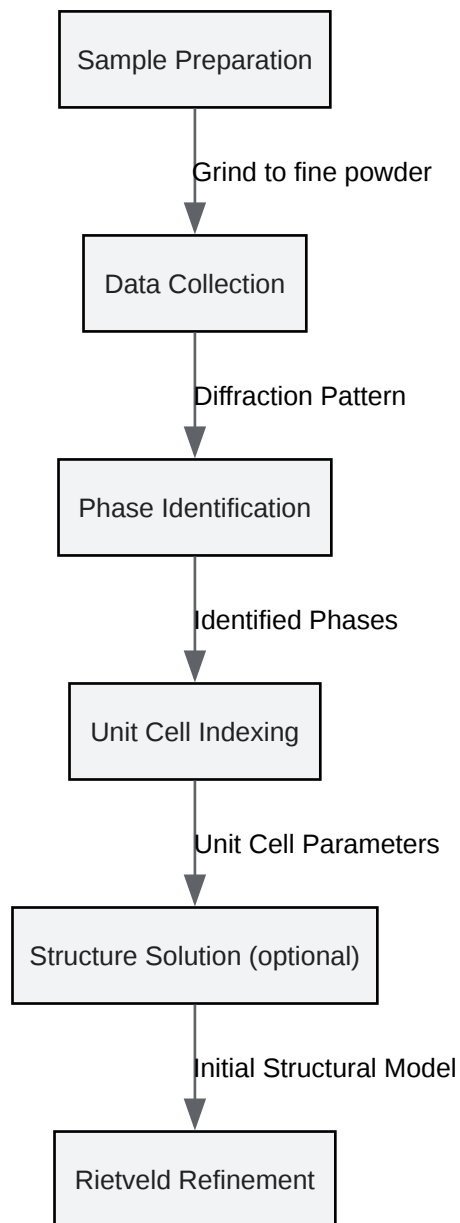 Sample Preparation
Grind to fine powder
Data Collection
Diffraction Pattern
Phase Identification
Identified Phases
Unit Cell Indexing
Unit Cell Parameters
Structure Solution (optional)
Initial Structural Model
Rietveld Refinement